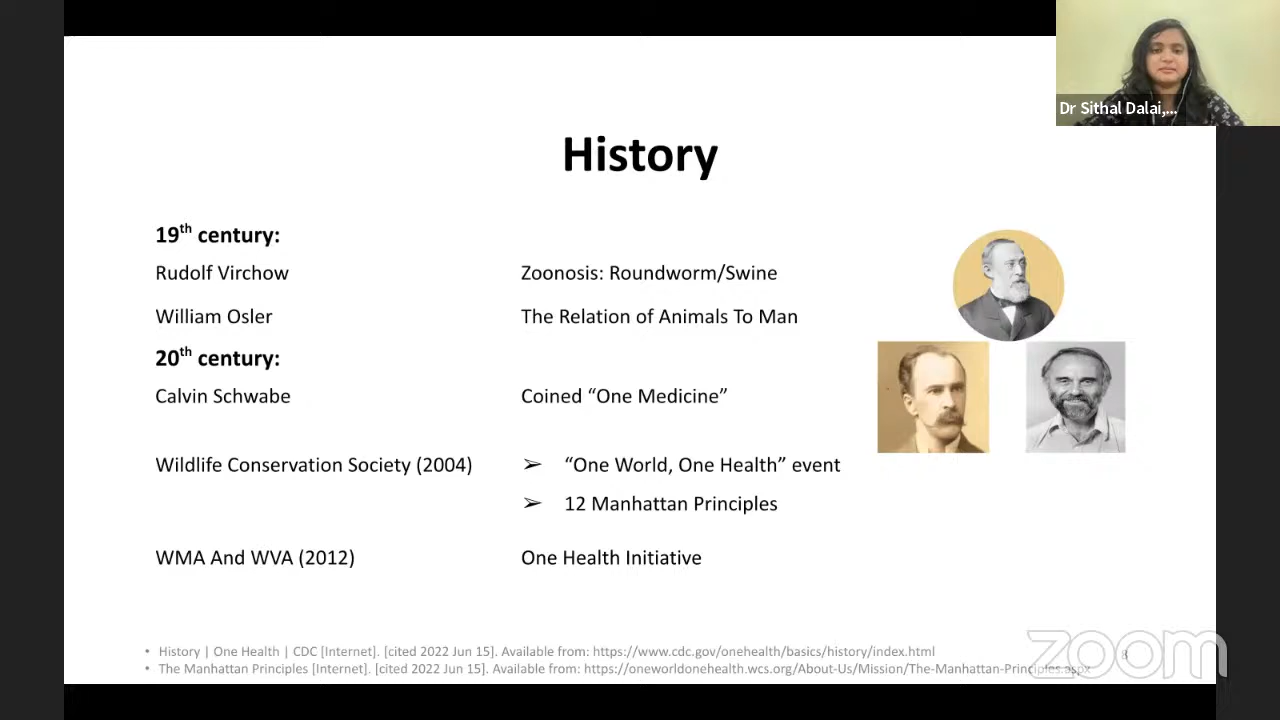 Dr Sithal Dalai,...
History
19th century:
Rudolf Virchow Zoonosis: Roundworm/Swine
William Osler The Relation of Animals To Man
20th century:
Calvin Schwabe Coined “One Medicine”
Wildlife Conservation Society (2004) ➢ “One World, One Health” event
➢ 12 Manhattan Principles
WMA And WVA (2012) One Health Initiative
• History | One Health | CDC [Internet]. [cited 2022 Jun 15]. Available from: https://www.cdc.gov/onehealth/basics/history/index.html
• The Manhattan Principles [Internet]. [cited 2022 Jun 15]. Available from: https://oneworldonehealth.wcs.org/About-Us/Mission/The-Manhattan-Principles.aspx
8
zoom